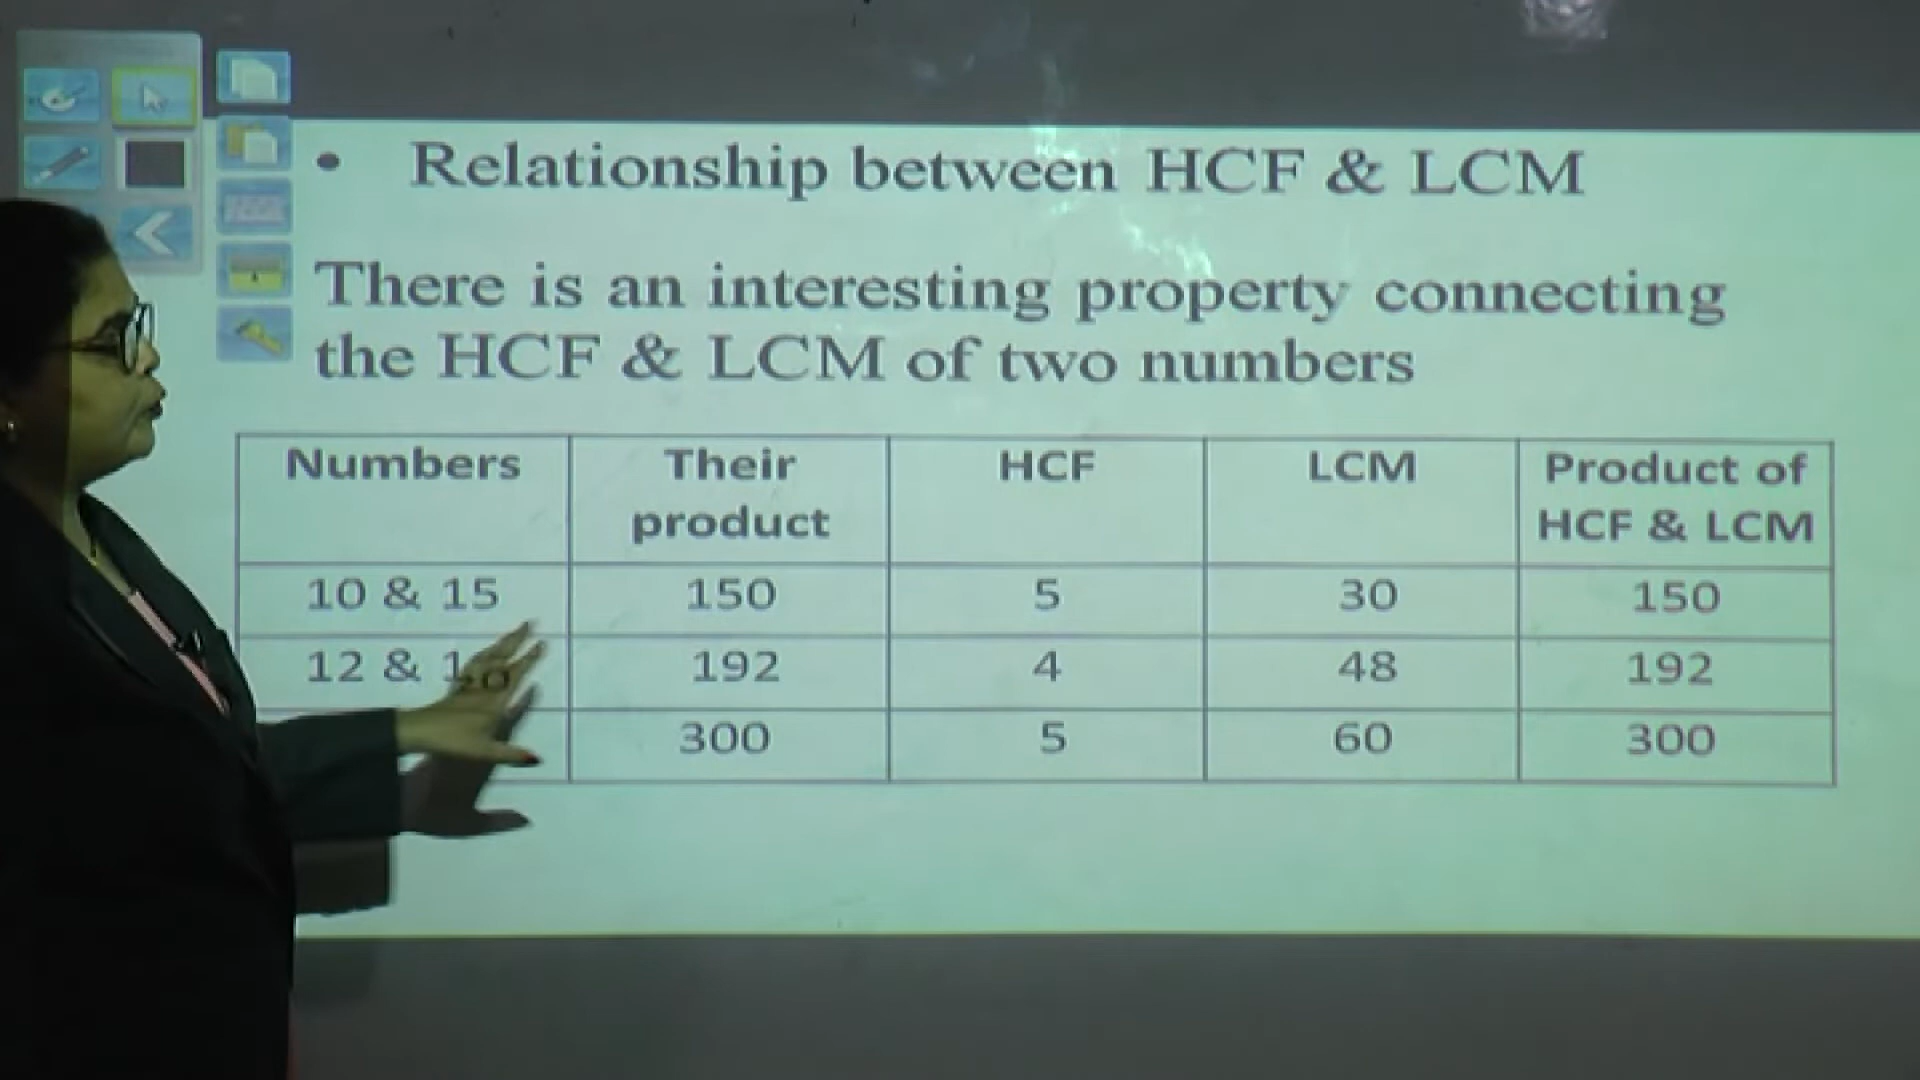 • Relationship between HCF & LCM
There is an interesting property connecting
the HCF & LCM of two numbers
Numbers Their product HCF LCM Product of HCF & LCM
10 & 15 150 5 30 150
12 & 192 4 48 192
300 5 60 300